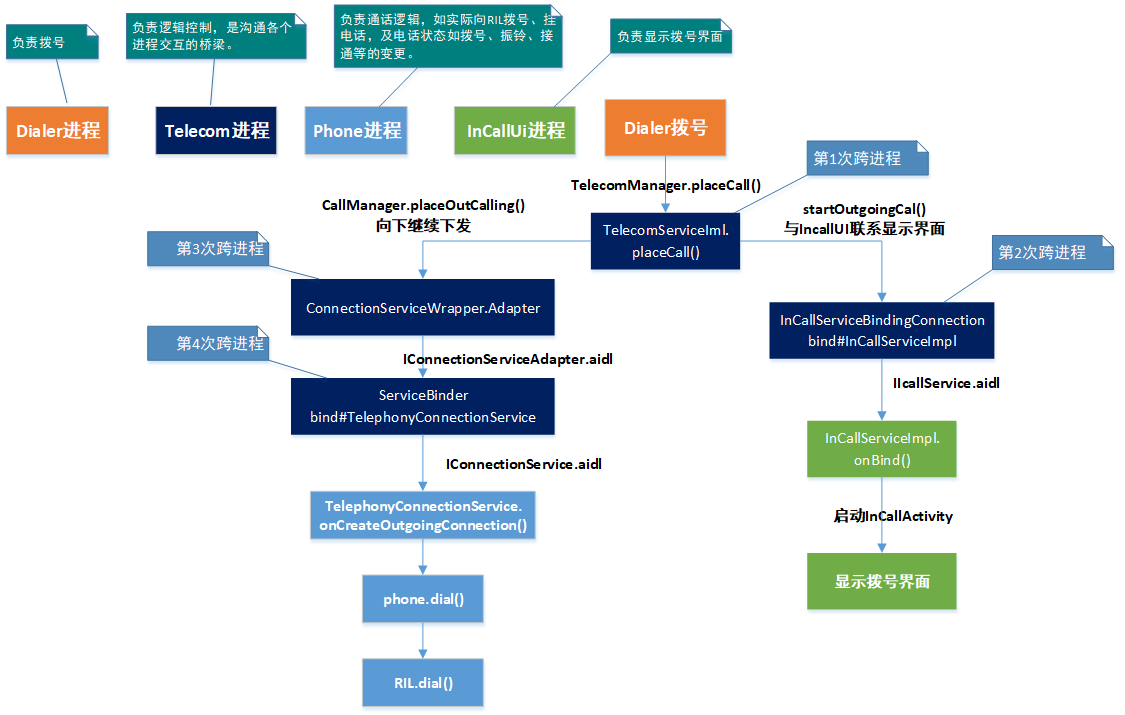 负责拨号
负责逻辑控制，是沟通各个
进程交互的桥梁。
负责通话逻辑，如实际向RIL拨号、挂
电话，及电话状态如拨号、振铃、接
通等的变更。
负责显示拨号界面
Dialer进程
Telecom进程
Phone进程
InCallUi进程
Dialer拨号
第1次跨进程
TelecomManager.placeCall()
CallManager.placeOutCalling()
向下继续下发
TelecomServiceIml.
placeCall()
startOutgoingCal()
与IncallUI联系显示界面
第3次跨进程
第2次跨进程
ConnectionServiceWrapper.Adapter
InCallServiceBindingConnection
bind#InCallServiceImpl
第4次跨进程
IConnectionServiceAdapter.aidl
IIcallService.aidl
ServiceBinder
bind#TelephonyConnectionService
InCallServiceImpl.
onBind()
IConnectionService.aidl
TelephonyConnectionService.
onCreateOutgoingConnection()
启动InCallActivity
显示拨号界面
phone.dial()
RIL.dial()